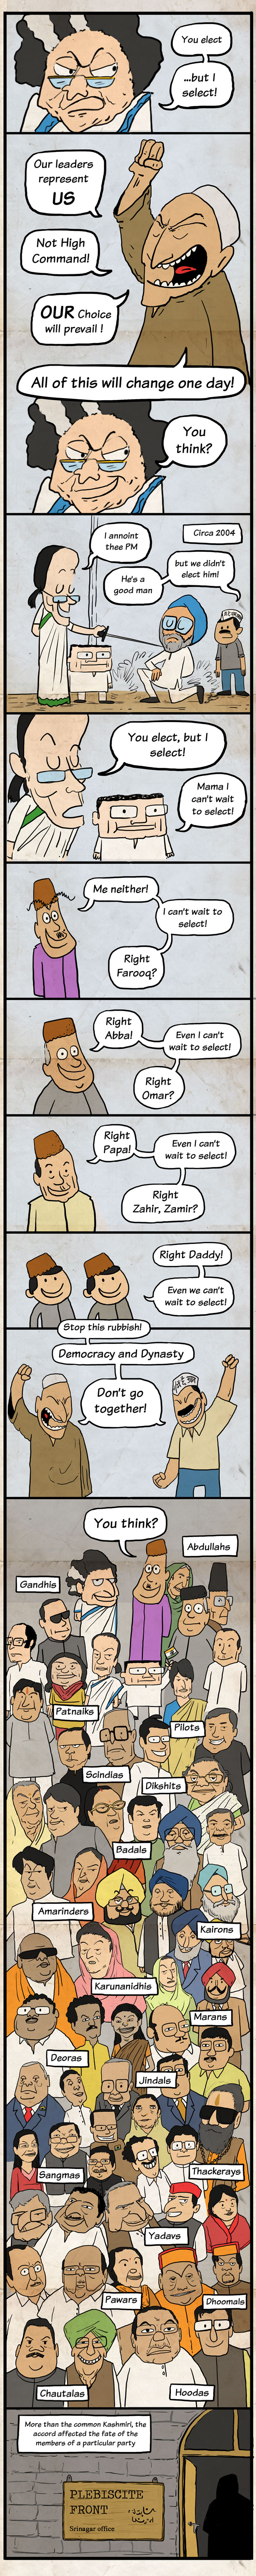 You elect
...but I
select!
Our leaders
represent
US
Not High
Command!
OUR Choice
will prevail !
All of this will change one day!
You
think?
Circa 2004
I annoint
thee PM
but we didn't
elect him!
He's a
good man
You elect, but I
select!
Mama I
can't wait
to select!
Me neither!
I can't wait to
select!
Right
Farooq?
Right
Abba!
Even I can't
wait to select!
Right
Omar?
Right
Papa!
Even I can't
wait to select!
Right
Zahir, Zamir?
Right Daddy!
Even we can't
wait to select!
Stop this rubbish!
Democracy and Dynasty
Don't go
together!
You think?
Abdullahs
Gandhis
Patnaiks
Pilots
Scindias
Dikshits
Badals
Amarinders
Kairons
Karunanidhis
Marans
Deoras
Jindals
Sangmas
Thackerays
Yadavs
Pawars
Dhoomals
Chautalas
Hoodas
More than the common Kashmiri, the
accord affected the fate of the
members of a particular party
PLEBISCITE
FRONT
Srinagar office